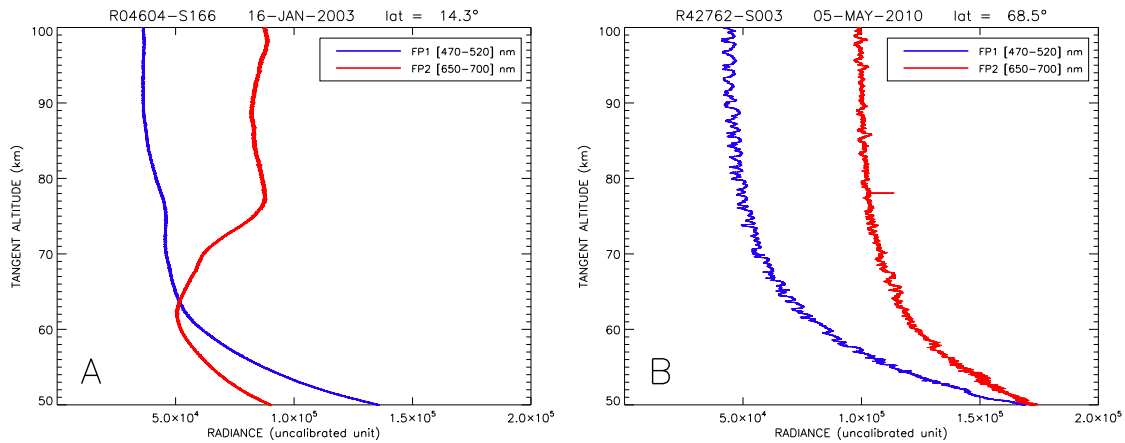 R04604-S166 16-JAN-2003 lat = 14.3°
FP1 [470-520] nm
FP2 [650-700] nm
100
90
80
70
60
50
TANGENT ALTITUDE (km)
A
5.0×10⁴ 1.0×10⁵ 1.5×10⁵ 2.0×10⁵
RADIANCE (uncalibrated unit)
R42762-S003 05-MAY-2010 lat = 68.5°
FP1 [470-520] nm
FP2 [650-700] nm
100
90
80
70
60
50
TANGENT ALTITUDE (km)
B
5.0×10⁴ 1.0×10⁵ 1.5×10⁵ 2.0×10⁵
RADIANCE (uncalibrated unit)